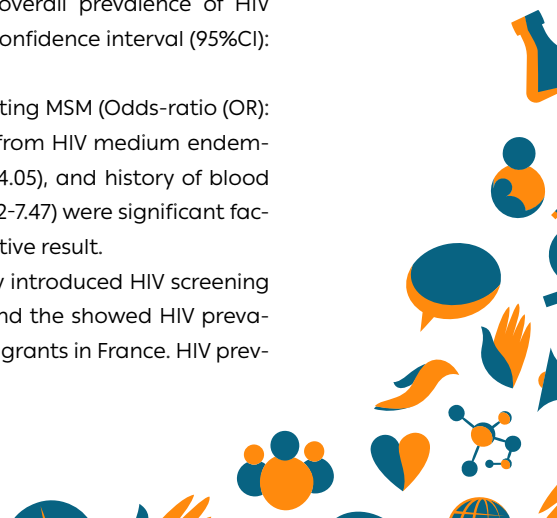 overall prevalence of HIV
onfidence interval (95%CI):
ting MSM (Odds-ratio (OR):
from HIV medium endem-
4.05), and history of blood
2-7.47) were significant fac-
tive result.
y introduced HIV screening
nd the showed HIV preva-
grants in France. HIV prev-